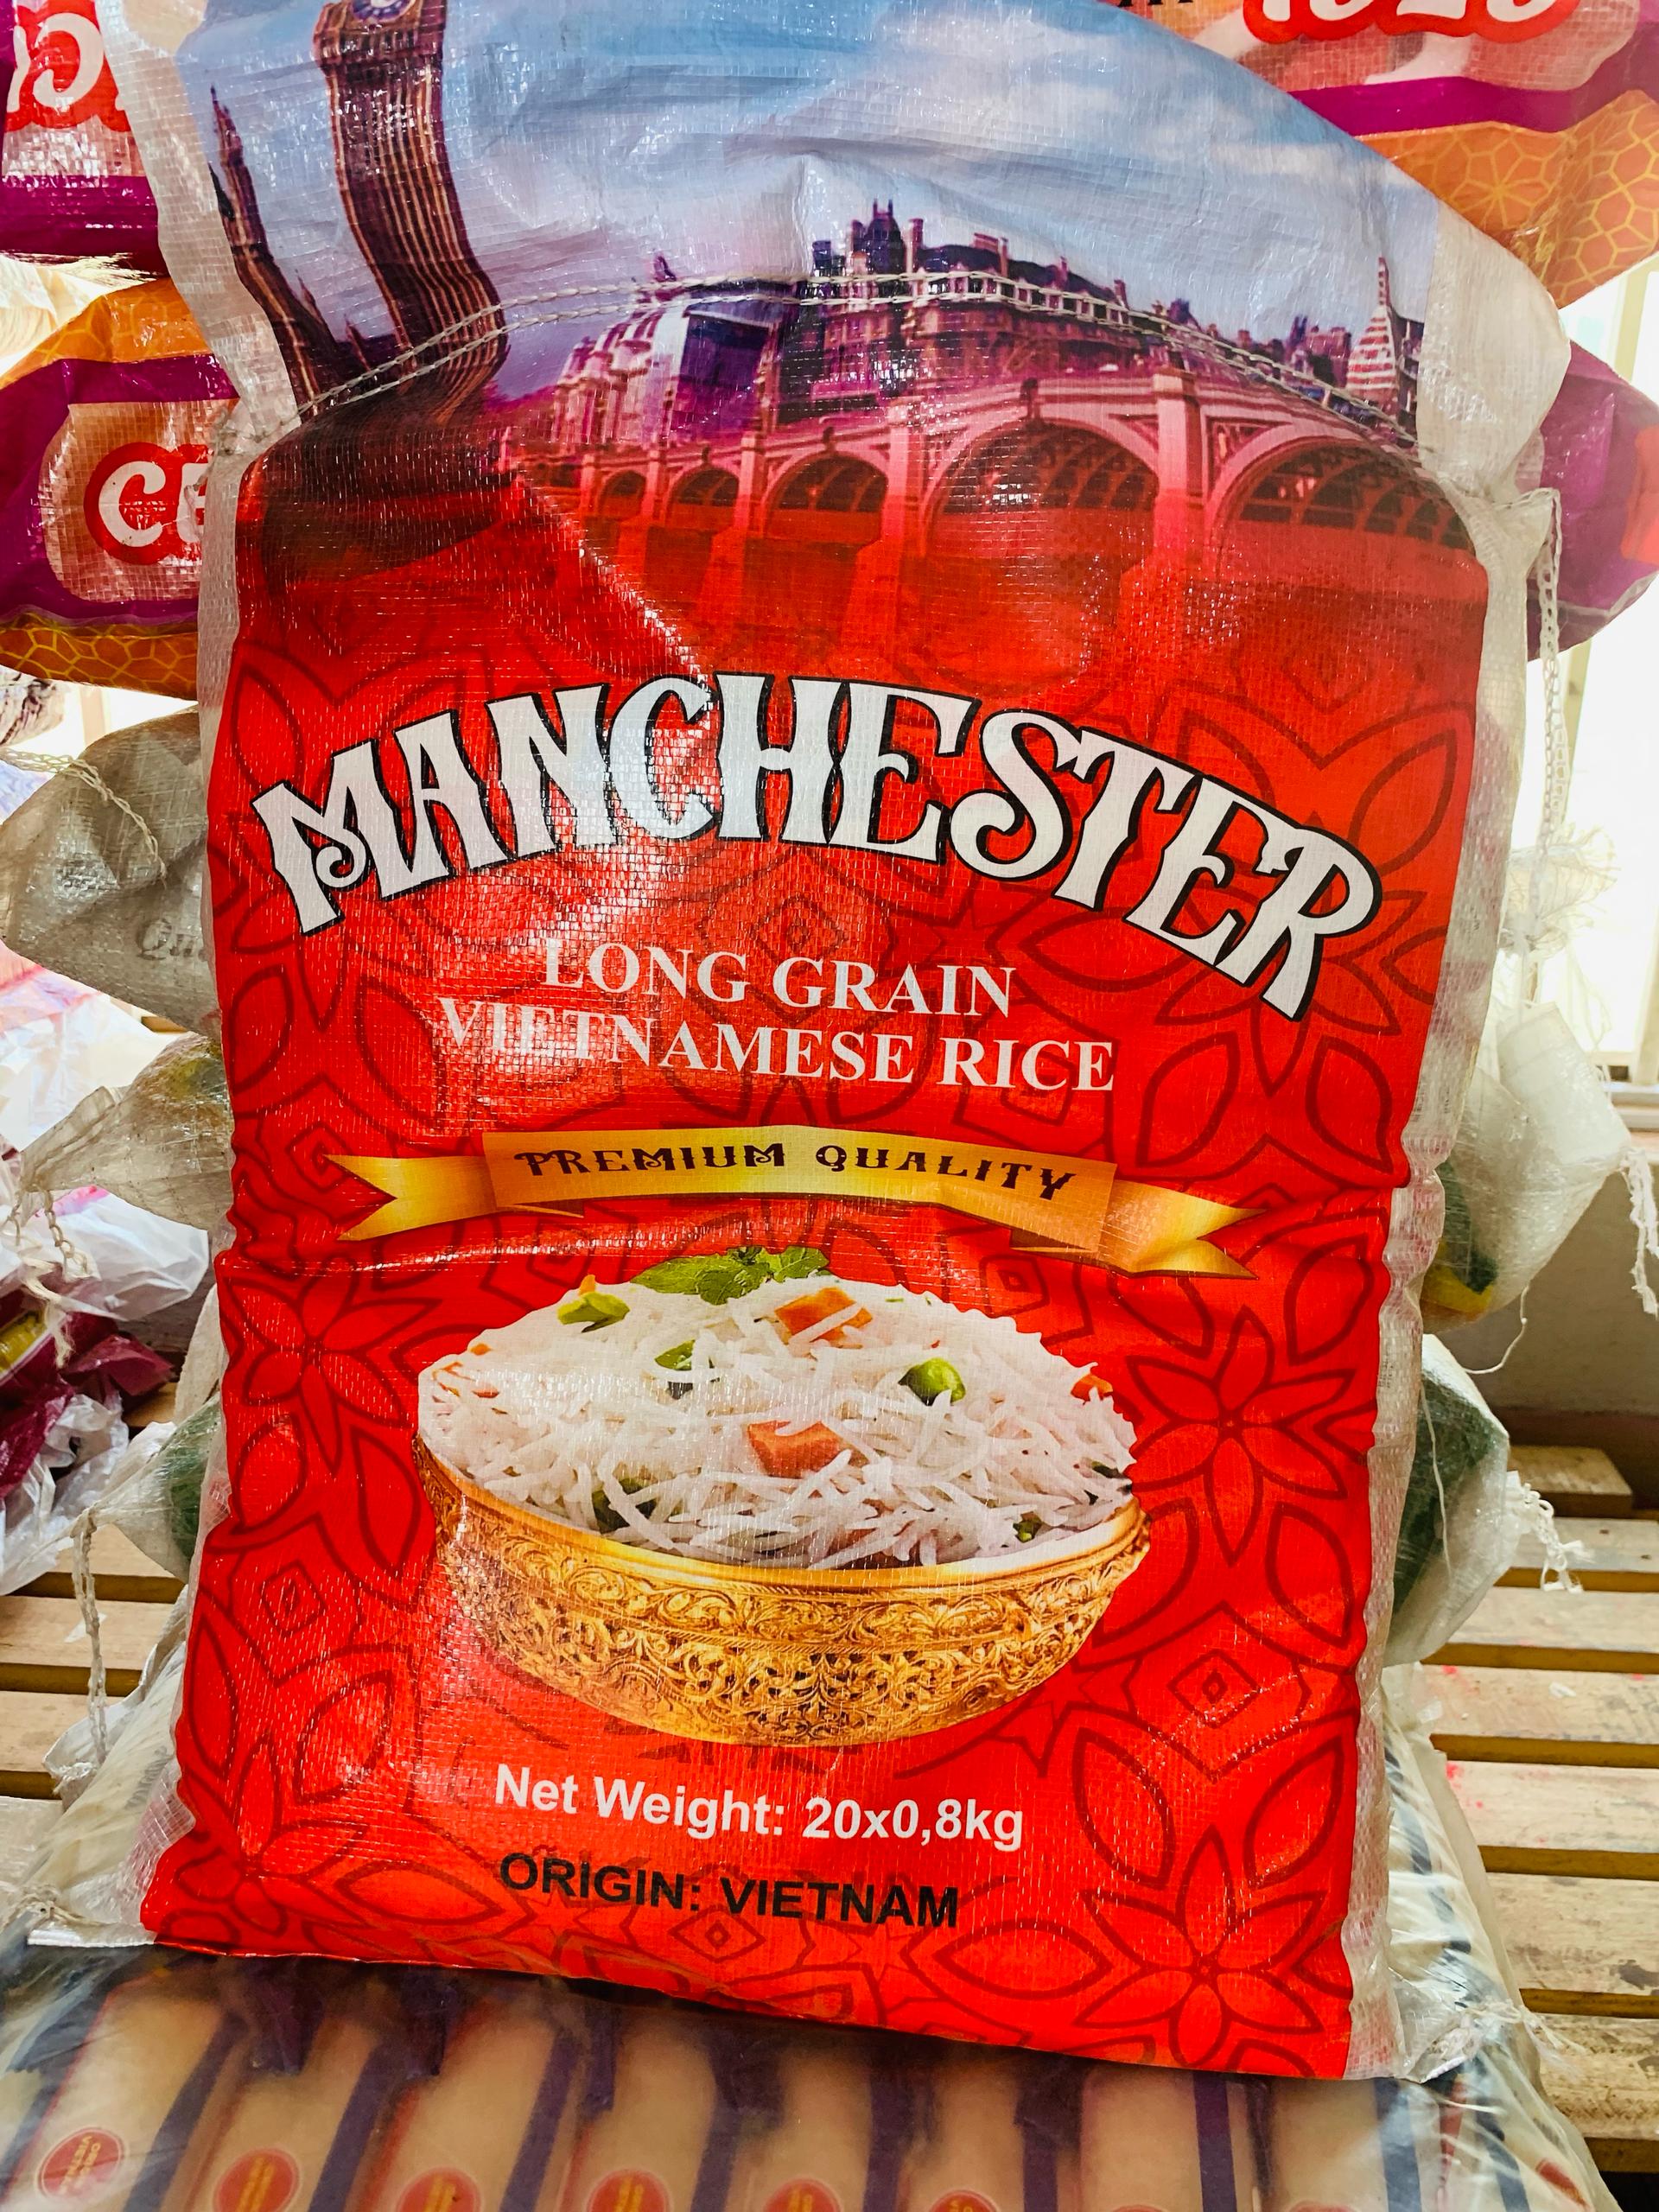 MANCHESTER
LONG GRAIN
VIETNAMESE RICE
PREMIUM QUALITY
Net Weight: 20x0,8kg
ORIGIN: VIETNAM